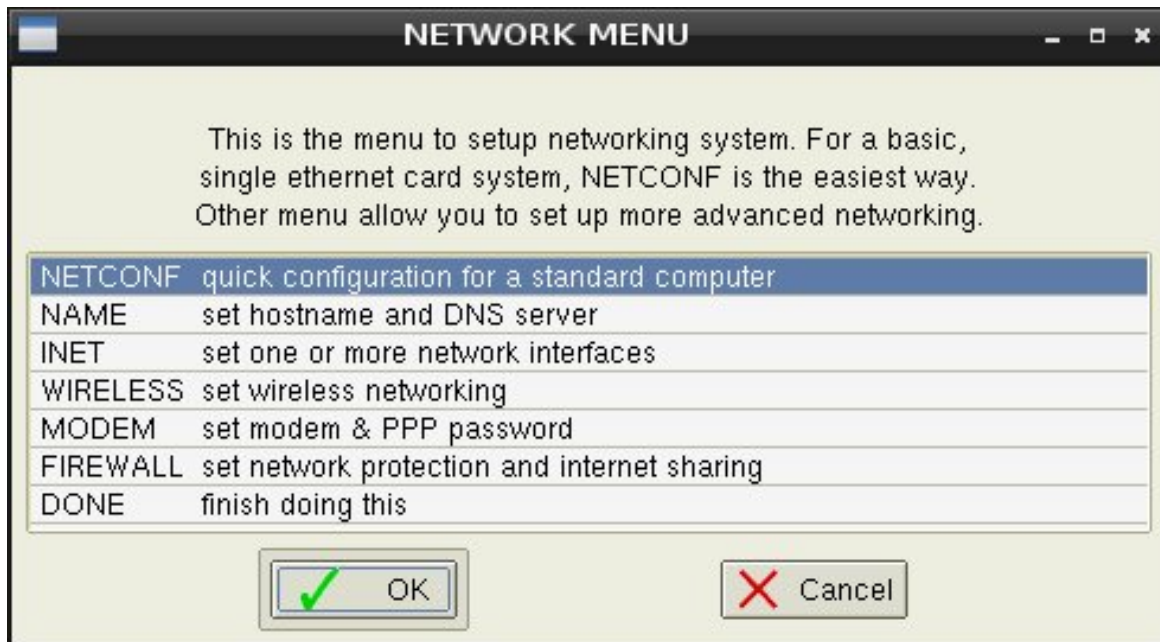 NETWORK MENU
This is the menu to setup networking system. For a basic,
single ethernet card system, NETCONF is the easiest way.
Other menu allow you to set up more advanced networking.
NETCONF quick configuration for a standard computer
NAME set hostname and DNS server
INET set one or more network interfaces
WIRELESS set wireless networking
MODEM set modem & PPP password
FIREWALL set network protection and internet sharing
DONE finish doing this
OK Cancel